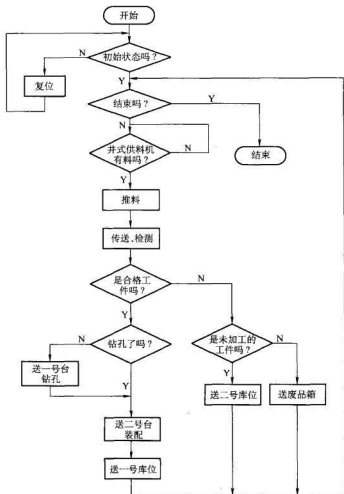 开始
初始状态吗?
N
Y
复位
结束吗?
Y
N
结束
井式供料机
有料吗?
N
Y
推料
传送、检测
是合格工
件吗?
N
Y
钻孔了吗?
N
Y
是未加工的
工件吗?
Y
N
送一号台
钻孔
送二号库位
送废品箱
送二号台
装配
送一号库位